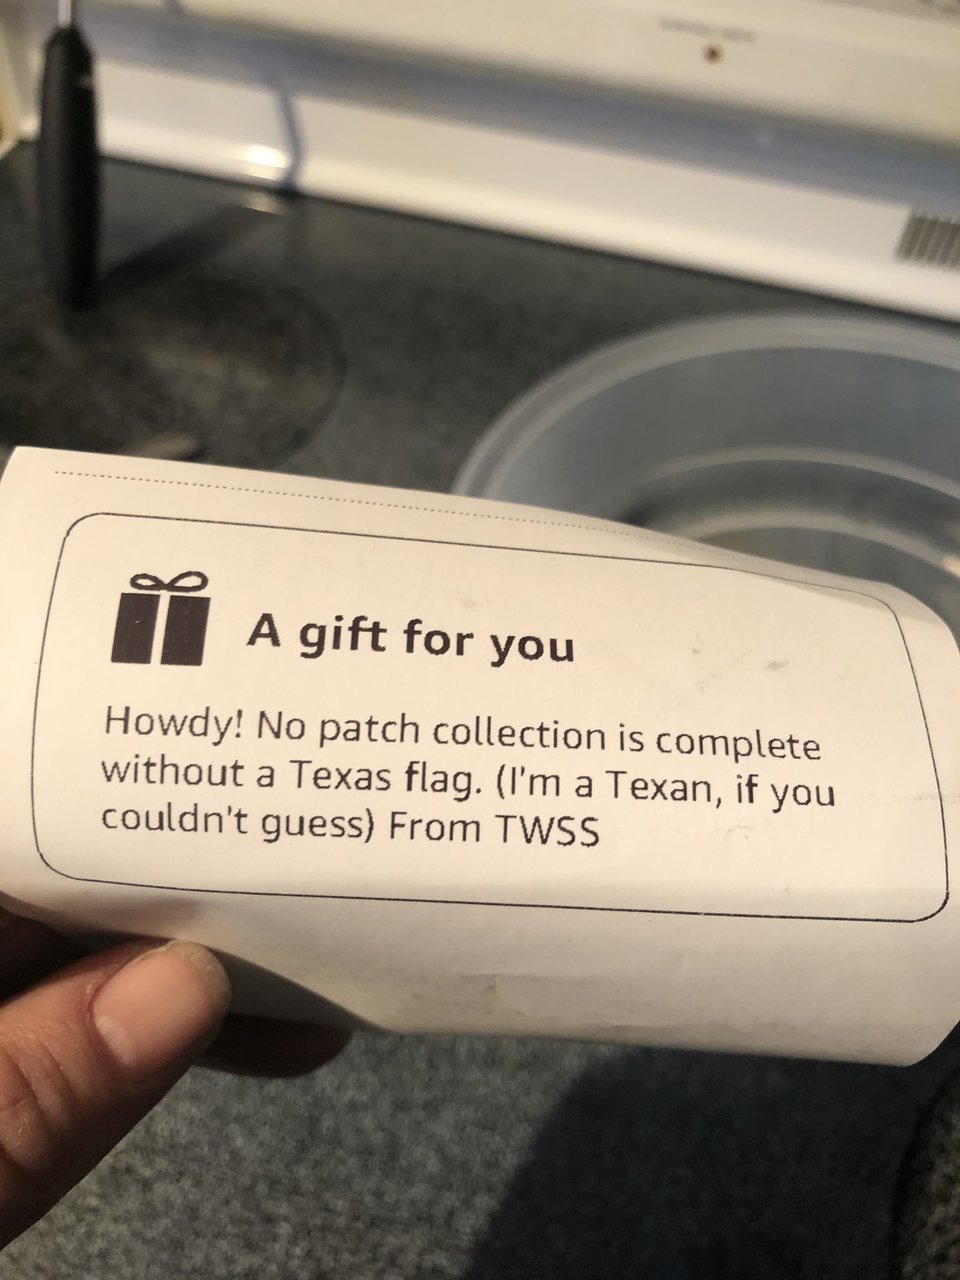 A gift for you
Howdy! No patch collection is complete
without a Texas flag. (I'm a Texan, if you
couldn't guess) From TWSS